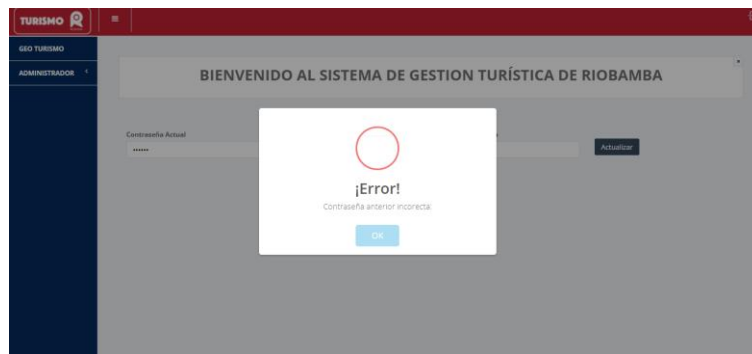 TURISMO R
GEO TURISMO
ADMINISTRADOR
BIENVENIDO AL SISTEMA DE GESTION TURÍSTICA DE RIOBAMBA
Contraseña Actual
Actualizar
¡Error!
Contraseña anterior incorecta:
OK